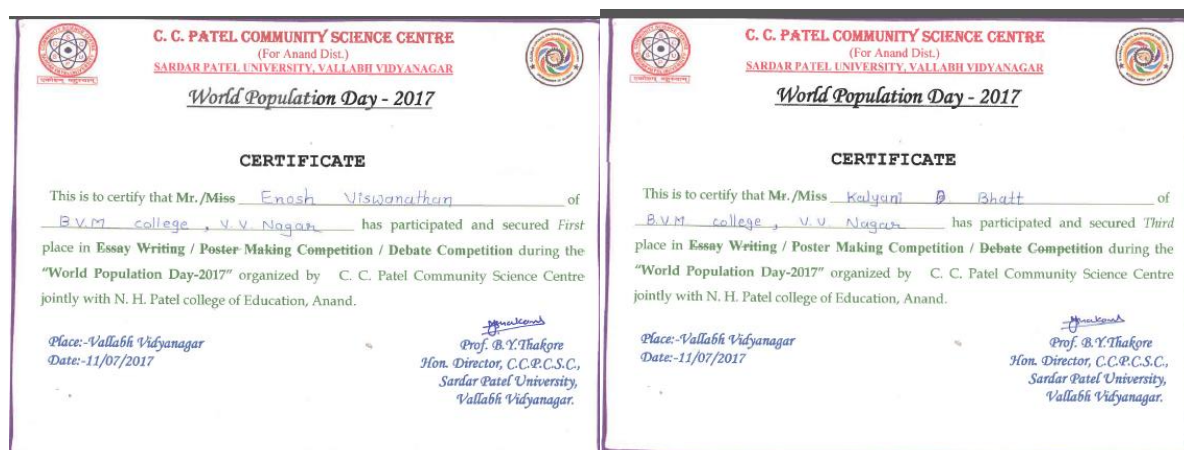 C. C. PATEL COMMUNITY SCIENCE CENTRE
(For Anand Dist.)
SARDAR PATEL UNIVERSITY, VALLABH VIDYANAGAR
World Population Day - 2017
CERTIFICATE
This is to certify that Mr./Miss Enosh Viswanathan of
B.V.M college, V.V. Nagar has participated and secured First
place in Essay Writing / Poster Making Competition / Debate Competition during the
"World Population Day-2017" organized by C. C. Patel Community Science Centre
jointly with N. H. Patel college of Education, Anand.
Place:-Vallabh Vidyanagar
Date:-11/07/2017
Prof. B.Y.Thakore
Hon. Director, C.C.P.C.S.C.,
Sardar Patel University,
Vallabh Vidyanagar.
C. C. PATEL COMMUNITY SCIENCE CENTRE
(For Anand Dist.)
SARDAR PATEL UNIVERSITY, VALLABH VIDYANAGAR
World Population Day - 2017
CERTIFICATE
This is to certify that Mr./Miss Kalyani B Bhatt of
B.V.M college, V.V. Nagar has participated and secured Third
place in Essay Writing / Poster Making Competition / Debate Competition during the
"World Population Day-2017" organized by C. C. Patel Community Science Centre
jointly with N. H. Patel college of Education, Anand.
Place:-Vallabh Vidyanagar
Date:-11/07/2017
Prof. B.Y.Thakore
Hon. Director, C.C.P.C.S.C.,
Sardar Patel University,
Vallabh Vidyanagar.